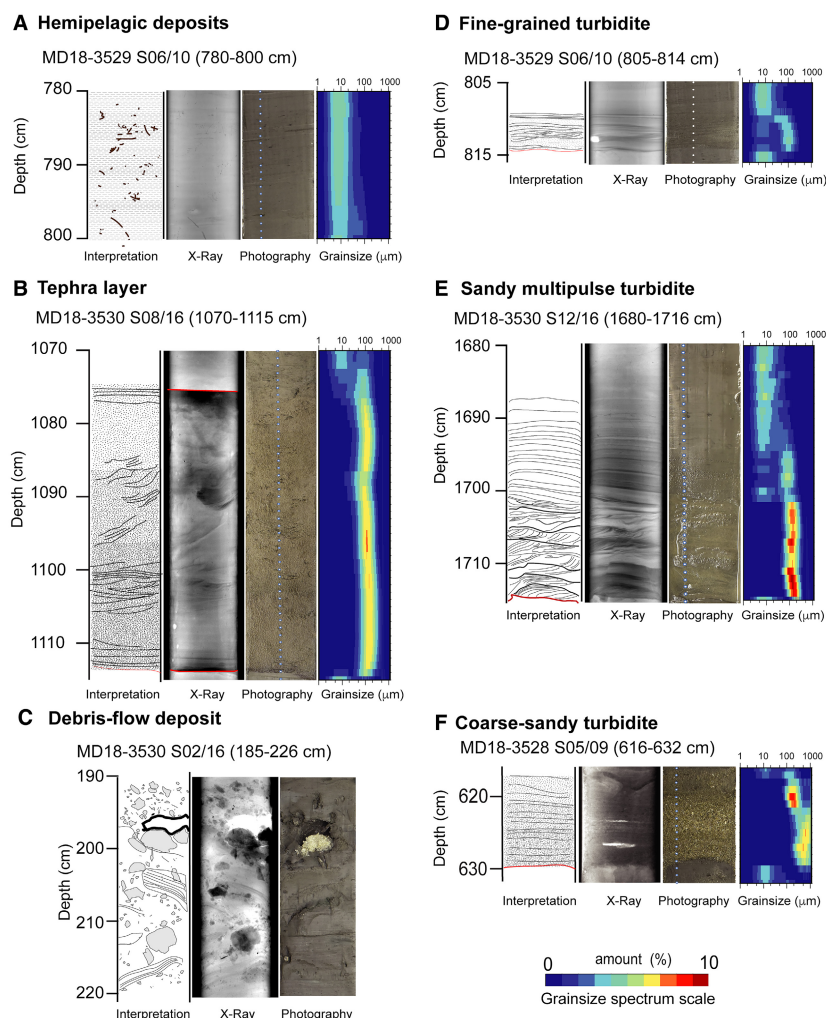 A Hemipelagic deposits
MD18-3529 S06/10 (780-800 cm)
1 10 100 1000
780
790
800
Depth (cm)
Interpretation X-Ray Photography Grainsize (μm)
B Tephra layer
MD18-3530 S08/16 (1070-1115 cm)
1 10 100 1000
1070
1080
1090
1100
1110
Depth (cm)
Interpretation X-Ray Photography Grainsize (μm)
C Debris-flow deposit
MD18-3530 S02/16 (185-226 cm)
190
200
210
220
Depth (cm)
Interpretation X-Ray Photography
D Fine-grained turbidite
MD18-3529 S06/10 (805-814 cm)
1 10 100 1000
805
815
Depth (cm)
Interpretation X-Ray Photography Grainsize (μm)
E Sandy multipulse turbidite
MD18-3530 S12/16 (1680-1716 cm)
1 10 100 1000
1680
1690
1700
1710
Depth (cm)
Interpretation X-Ray Photography Grainsize (μm)
F Coarse-sandy turbidite
MD18-3528 S05/09 (616-632 cm)
1 10 100 1000
620
630
Depth (cm)
Interpretation X-Ray Photography Grainsize (μm)
0 amount (%) 10
Grainsize spectrum scale